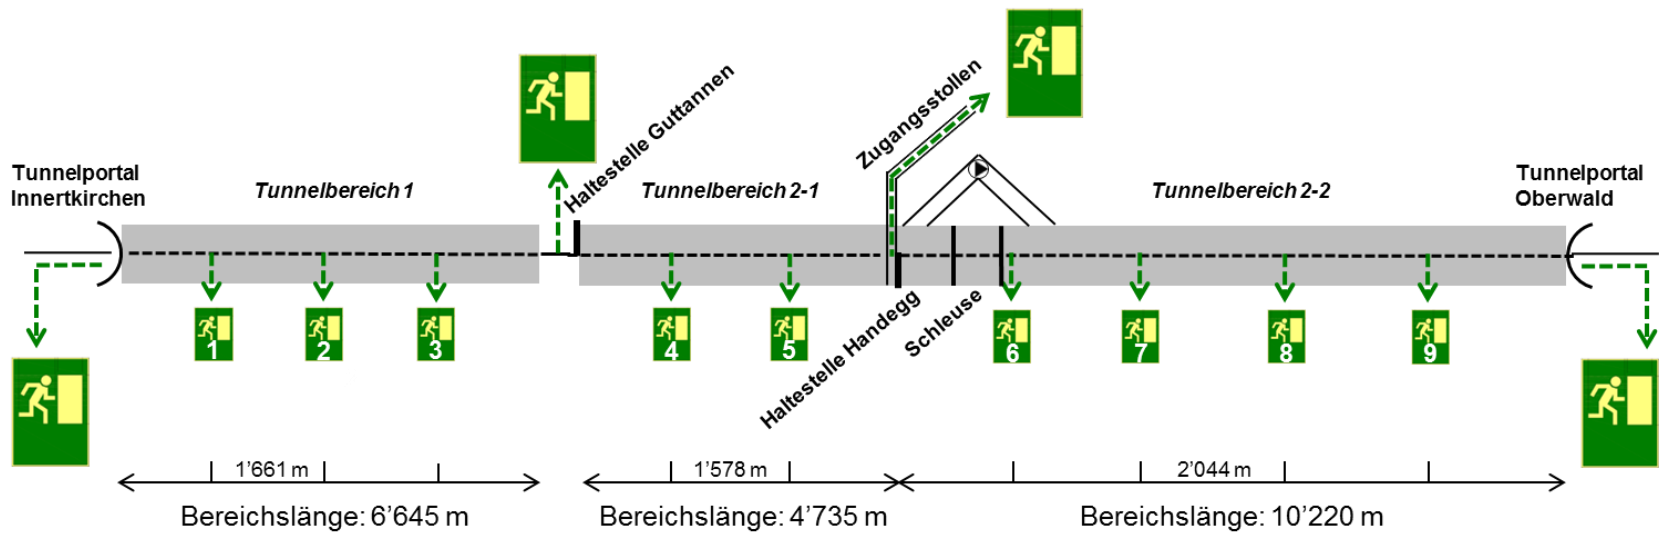 Haltestelle Guttannen
Zugangsstollen
Tunnelportal
Innertkirchen
Tunnelbereich 1
Tunnelbereich 2-1
Tunnelbereich 2-2
Tunnelportal
Oberwald
Haltestelle Handegg
Schleuse
1
2
3
4
5
6
7
8
9
1’661 m
1’578 m
2’044 m
Bereichslänge: 6’645 m
Bereichslänge: 4’735 m
Bereichslänge: 10’220 m